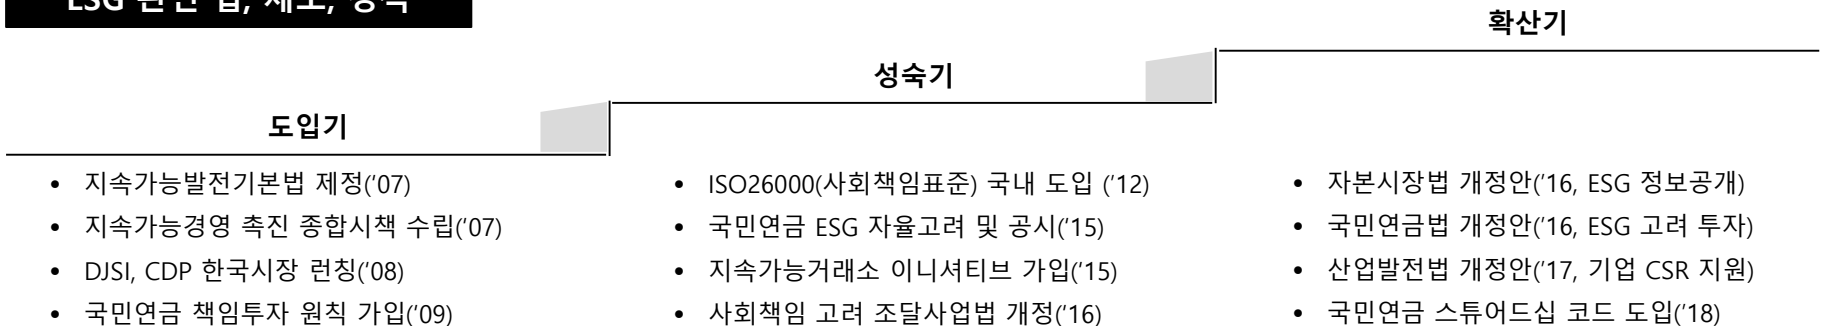 ESG 관련 법, 제도, 정책
확산기
성숙기
도입기
• 지속가능발전기본법 제정('07)
• 지속가능경영 촉진 종합시책 수립('07)
• DJSI, CDP 한국시장 런칭('08)
• 국민연금 책임투자 원칙 가입('09)
• ISO26000(사회책임표준) 국내 도입 ('12)
• 국민연금 ESG 자율고려 및 공시('15)
• 지속가능거래소 이니셔티브 가입('15)
• 사회책임 고려 조달사업법 개정('16)
• 자본시장법 개정안('16, ESG 정보공개)
• 국민연금법 개정안('16, ESG 고려 투자)
• 산업발전법 개정안('17, 기업 CSR 지원)
• 국민연금 스튜어드십 코드 도입('18)